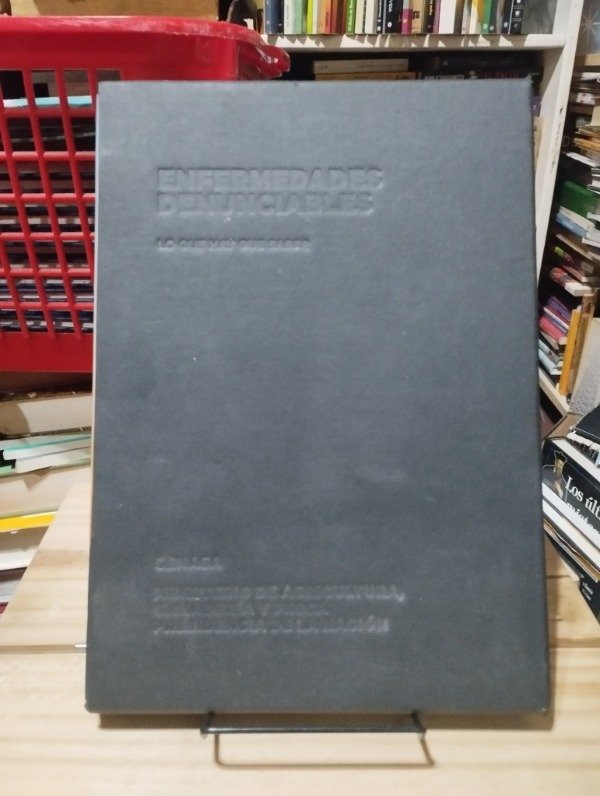 ENFERMEDADES
DENUNCIABLES
LO QUE HAY QUE SABER
SENASA
MINISTERIO DE AGRICULTURA,
GANADERÍA Y PESCA
PRESIDENCIA DE LA NACIÓN
Los últ